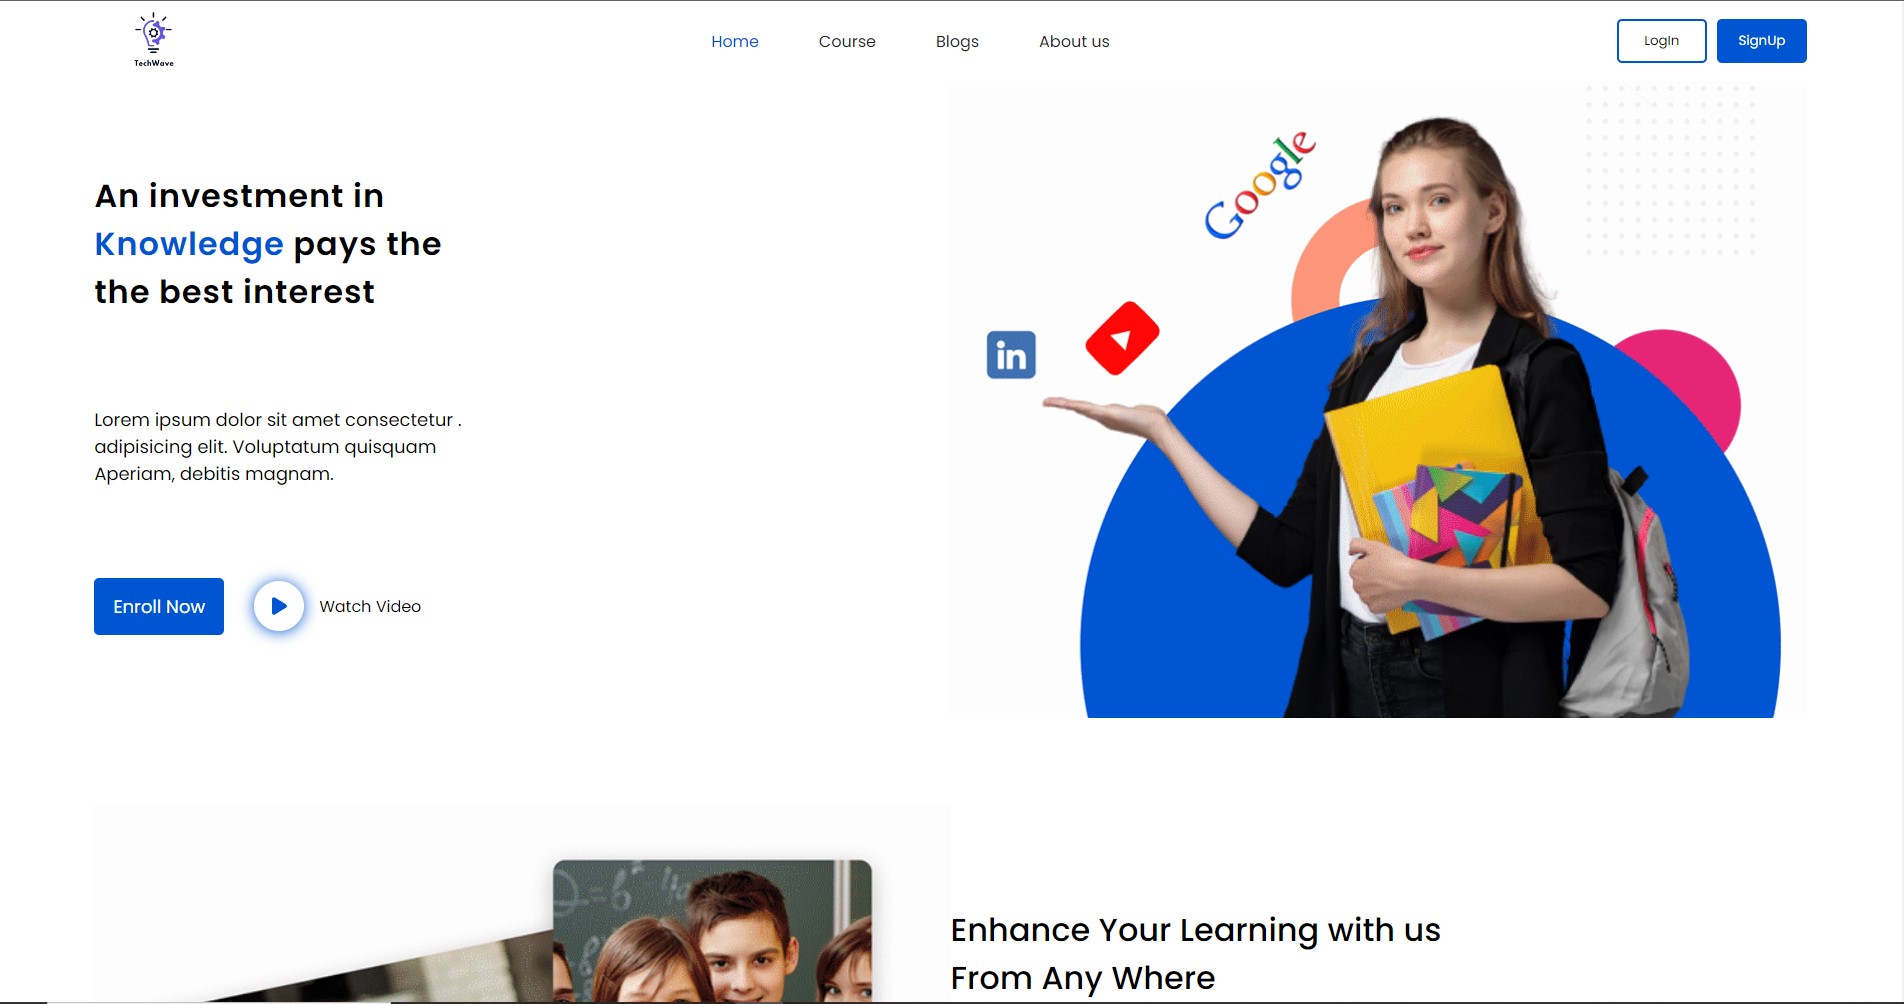 TechWave
Home
Course
Blogs
About us
LogIn
SignUp
An investment in
Knowledge pays the
the best interest
Google
in
Lorem ipsum dolor sit amet consectetur .
adipisicing elit. Voluptatum quisquam
Aperiam, debitis magnam.
Enroll Now
Watch Video
Enhance Your Learning with us
From Any Where